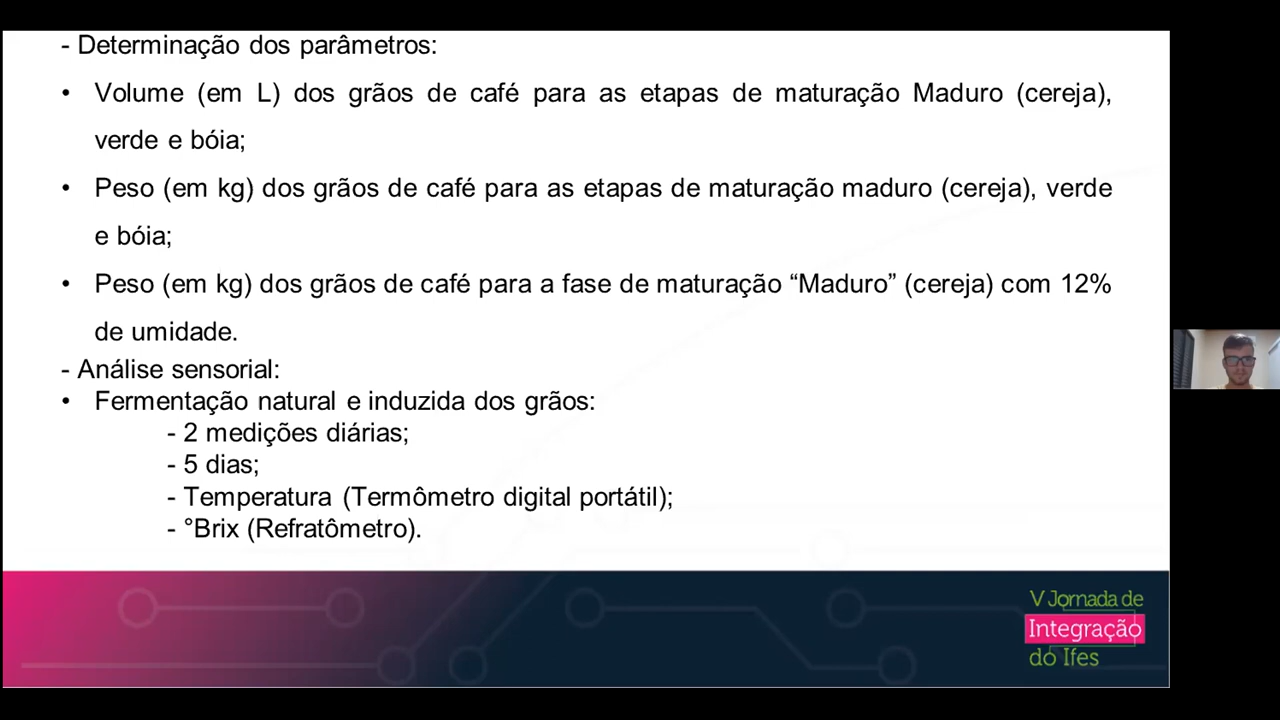 - Determinação dos parâmetros:
• Volume (em L) dos grãos de café para as etapas de maturação Maduro (cereja),
verde e bóia;
• Peso (em kg) dos grãos de café para as etapas de maturação maduro (cereja), verde
e bóia;
• Peso (em kg) dos grãos de café para a fase de maturação “Maduro” (cereja) com 12%
de umidade.
- Análise sensorial:
• Fermentação natural e induzida dos grãos:
- 2 medições diárias;
- 5 dias;
- Temperatura (Termômetro digital portátil);
- °Brix (Refratômetro).
V Jornada de
Integração
do Ifes